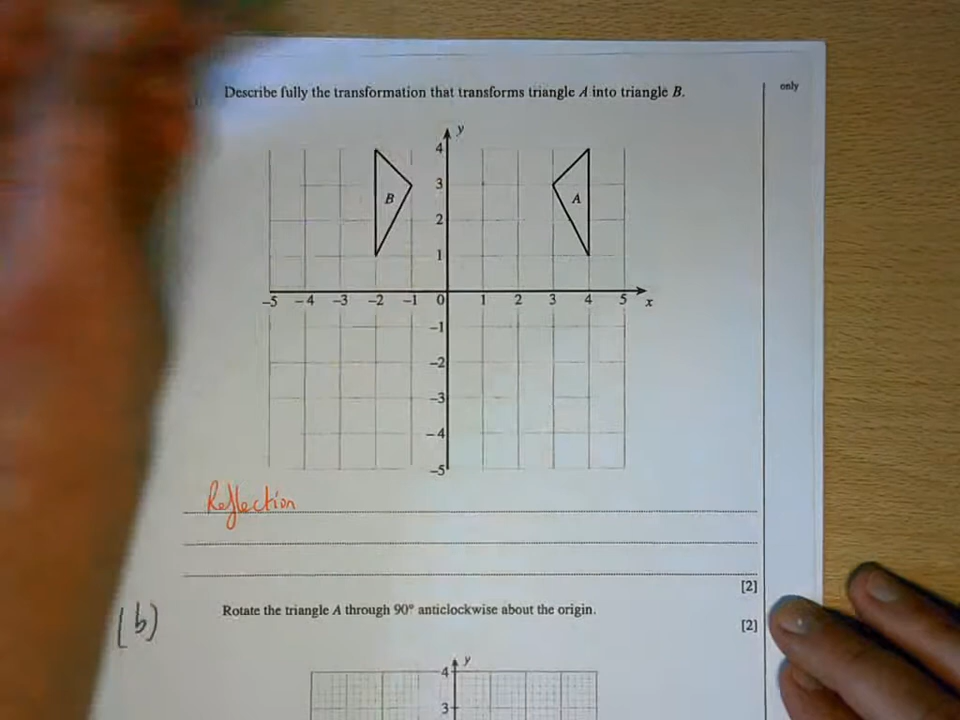 Describe fully the transformation that transforms triangle A into triangle B.
only
y
4
3
B
A
2
1
–5 –4 –3 –2 –1 0 1 2 3 4 5 x
–1
–2
–3
–4
–5
Reflection
[2]
(b) Rotate the triangle A through 90° anticlockwise about the origin.
[2]
y
4
3